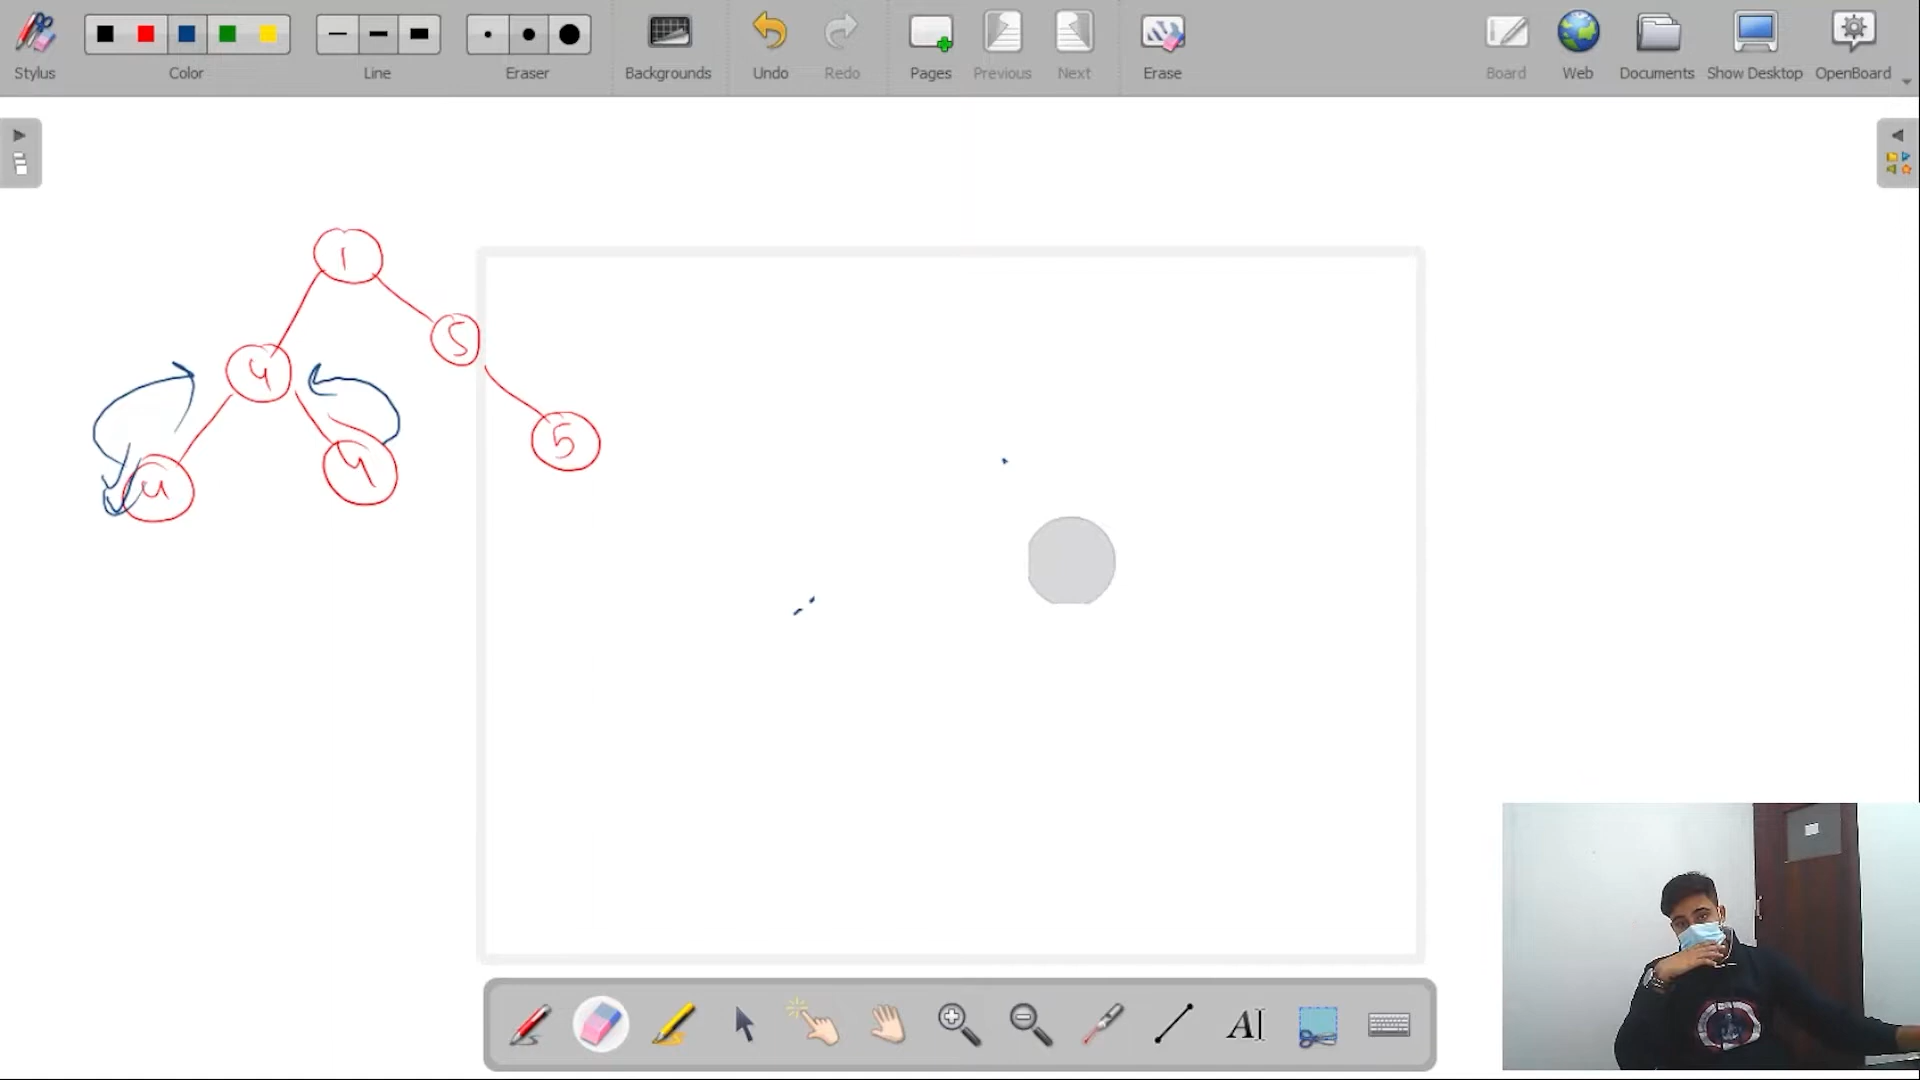 Stylus
Color
Line
Eraser
Backgrounds
Undo
Redo
Pages
Previous
Next
Erase
Board
Web
Documents
Show Desktop
OpenBoard
1
5
4
5
4
4
A